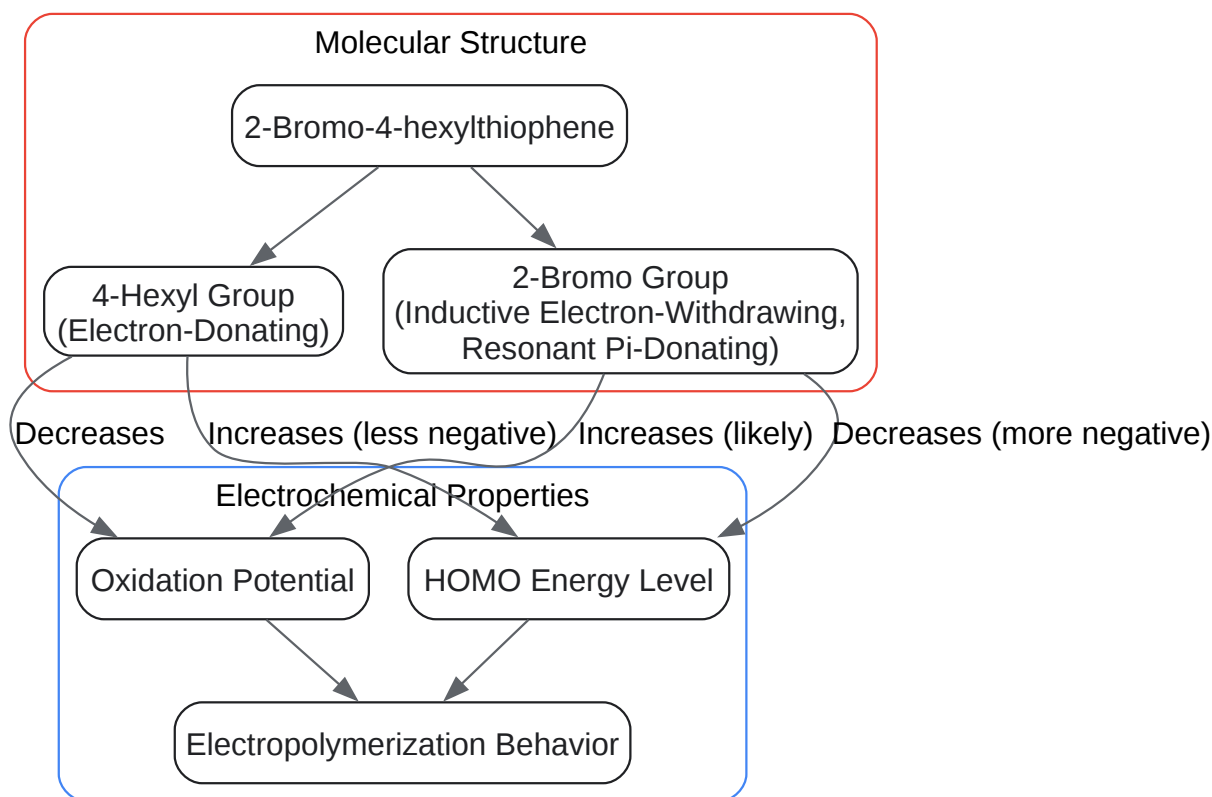 Molecular Structure
2-Bromo-4-hexylthiophene
4-Hexyl Group
(Electron-Donating)
2-Bromo Group
(Inductive Electron-Withdrawing,
Resonant Pi-Donating)
Decreases
Increases (less negative)
Increases (likely)
Decreases (more negative)
Electrochemical Properties
Oxidation Potential
HOMO Energy Level
Electropolymerization Behavior